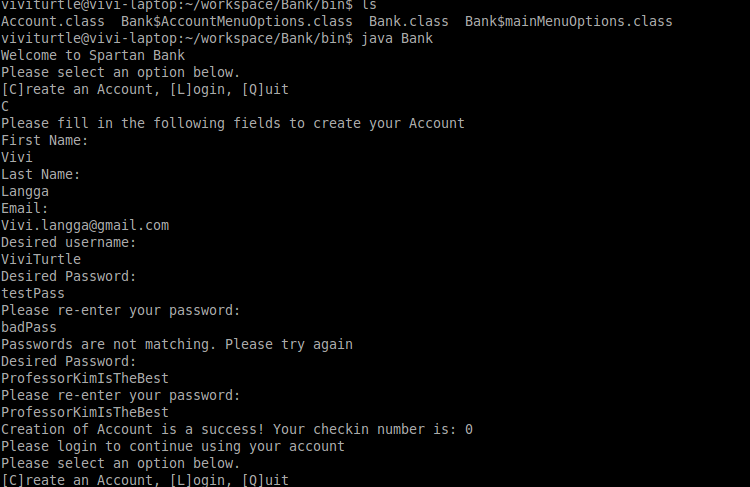 viviturtle@vivi-laptop:~/workspace/Bank/bin$ ls
Account.class  Bank$AccountMenuOptions.class  Bank.class  Bank$mainMenuOptions.class
viviturtle@vivi-laptop:~/workspace/Bank/bin$ java Bank
Welcome to Spartan Bank
Please select an option below.
[C]reate an Account, [L]ogin, [Q]uit
C
Please fill in the following fields to create your Account
First Name:
Vivi
Last Name:
Langga
Email:
Vivi.langga@gmail.com
Desired username:
ViviTurtle
Desired Password:
testPass
Please re-enter your password:
badPass
Passwords are not matching. Please try again
Desired Password:
ProfessorKimIsTheBest
Please re-enter your password:
ProfessorKimIsTheBest
Creation of Account is a success! Your checkin number is: 0
Please login to continue using your account
Please select an option below.
[C]reate an Account, [L]ogin, [Q]uit